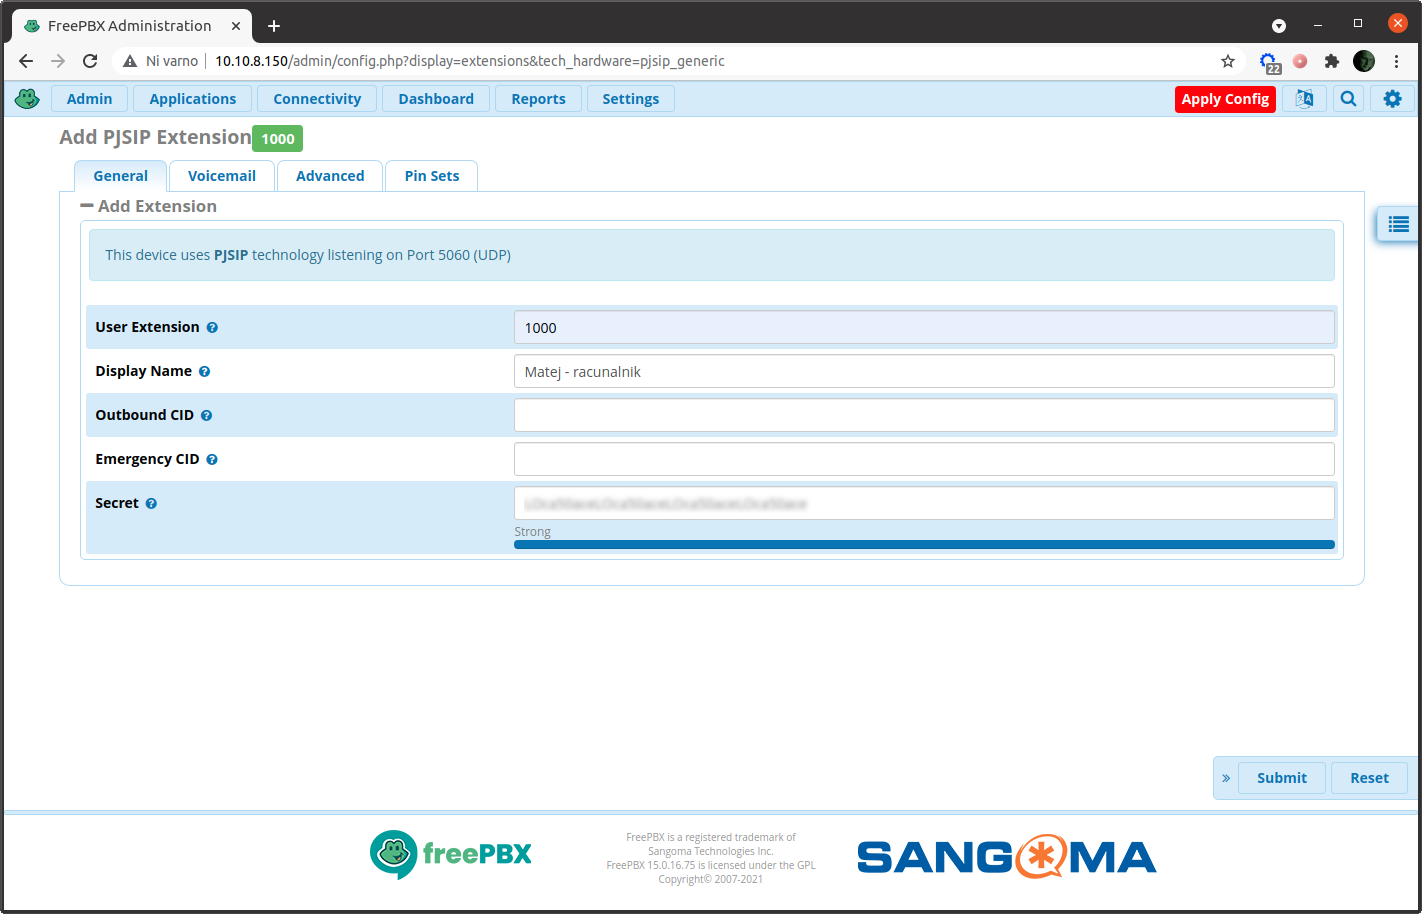 FreePBX Administration
Ni varno 10.10.8.150/admin/config.php?display=extensions&tech_hardware=pjsip_generic
22
Admin Applications Connectivity Dashboard Reports Settings Apply Config
Add PJSIP Extension 1000
General Voicemail Advanced Pin Sets
Add Extension
This device uses PJSIP technology listening on Port 5060 (UDP)
User Extension 1000
Display Name Matej - racunalnik
Outbound CID
Emergency CID
Secret
Strong
» Submit Reset
freePBX
FreePBX is a registered trademark of
Sangoma Technologies Inc.
FreePBX 15.0.16.75 is licensed under the GPL
Copyright© 2007-2021
SANGOMA